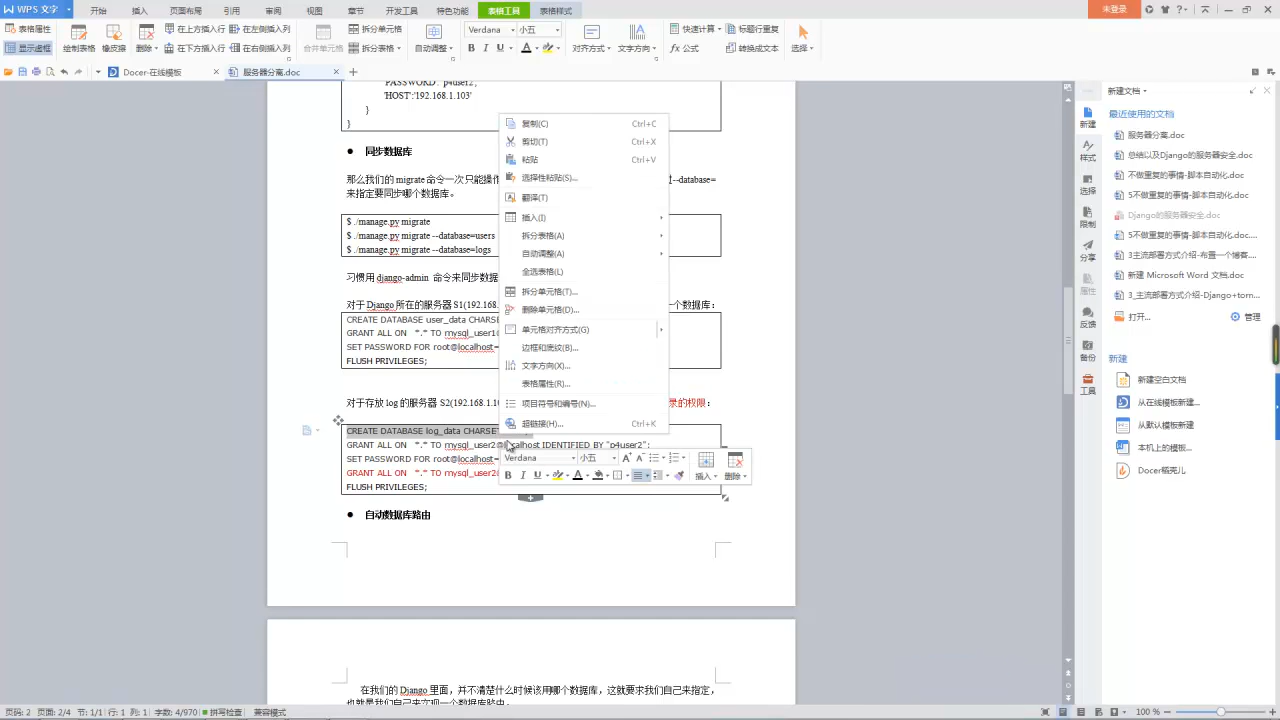 WPS 文字
开始 插入 页面布局 引用 审阅 视图 章节 开发工具 特色功能 表格工具 表格样式 未登录
表格属性 在上方插入行 在左侧插入列 拆分单元格 Verdana 小五 快速计算 标题行重复
显示虚框 绘制表格 橡皮擦 删除 在下方插入行 在右侧插入列 合并单元格 拆分表格 自动调整 对齐方式 文字方向 fx 公式 转换成文本 选择
Docer-在线模板 服务器分离.doc
'PASSWORD':'p4user2',
'HOST':'192.168.1.103'
}
}
同步数据库
那么我们的 migrate 命令一次只能操作
--database=
来指定要同步哪个数据库。
$ ./manage.py migrate
$ ./manage.py migrate --database=users
$ ./manage.py migrate --database=logs
习惯用 django-admin 命令来同步数据
对于 Django 所在的服务器 S1(192.168.
一个数据库：
CREATE DATABASE user_data CHARS
GRANT ALL ON *.* TO mysql_user1
SET PASSWORD FOR root@localhost=
FLUSH PRIVILEGES;
对于存放 log 的服务器 S2(192.168.1.10
录的权限：
CREATE DATABASE log_data CHARSET
GRANT ALL ON *.* TO mysql_user2@localhost IDENTIFIED BY "p4user2";
SET PASSWORD FOR root@localhost=
GRANT ALL ON *.* TO mysql_user2
FLUSH PRIVILEGES;
自动数据库路由
在我们的 Django 里面，并不清楚什么时候该用哪个数据库，这就要求我们自己来指定，
也就是我们自己来实现一个数据库路由。
复制(C) Ctrl+C
剪切(T) Ctrl+X
粘贴 Ctrl+V
选择性粘贴(S)...
翻译(T)
插入(I)
拆分表格(A)
自动调整(A)
全选表格(L)
拆分单元格(T)...
删除单元格(D)...
单元格对齐方式(G)
边框和底纹(B)...
文字方向(X)...
表格属性(R)...
项目符号和编号(N)...
超链接(H)... Ctrl+K
Verdana 小五
B I U A 插入 删除
新建
样式
选择
限制
分享
属性
反馈
备份
工具
新建文档
最近使用的文档
服务器分离.doc
总结以及Django的服务器安全.doc
不做重复的事情-脚本自动化.doc
5不做重复的事情-脚本自动化.doc
Django的服务器安全.doc
5不做重复的事情-脚本自动化.doc....
3主流部署方式介绍-布置一个博客...
新建 Microsoft Word 文档.doc
3_主流部署方式介绍-Django+torn...
打开... 管理
新建
新建空白文档
从在线模板新建...
从默认模板新建
本机上的模板...
Docer稻壳儿
页码: 2 页面: 2/4 节: 1/1 行: 1 列: 1 字数: 4/970 拼写检查 兼容模式 100 %